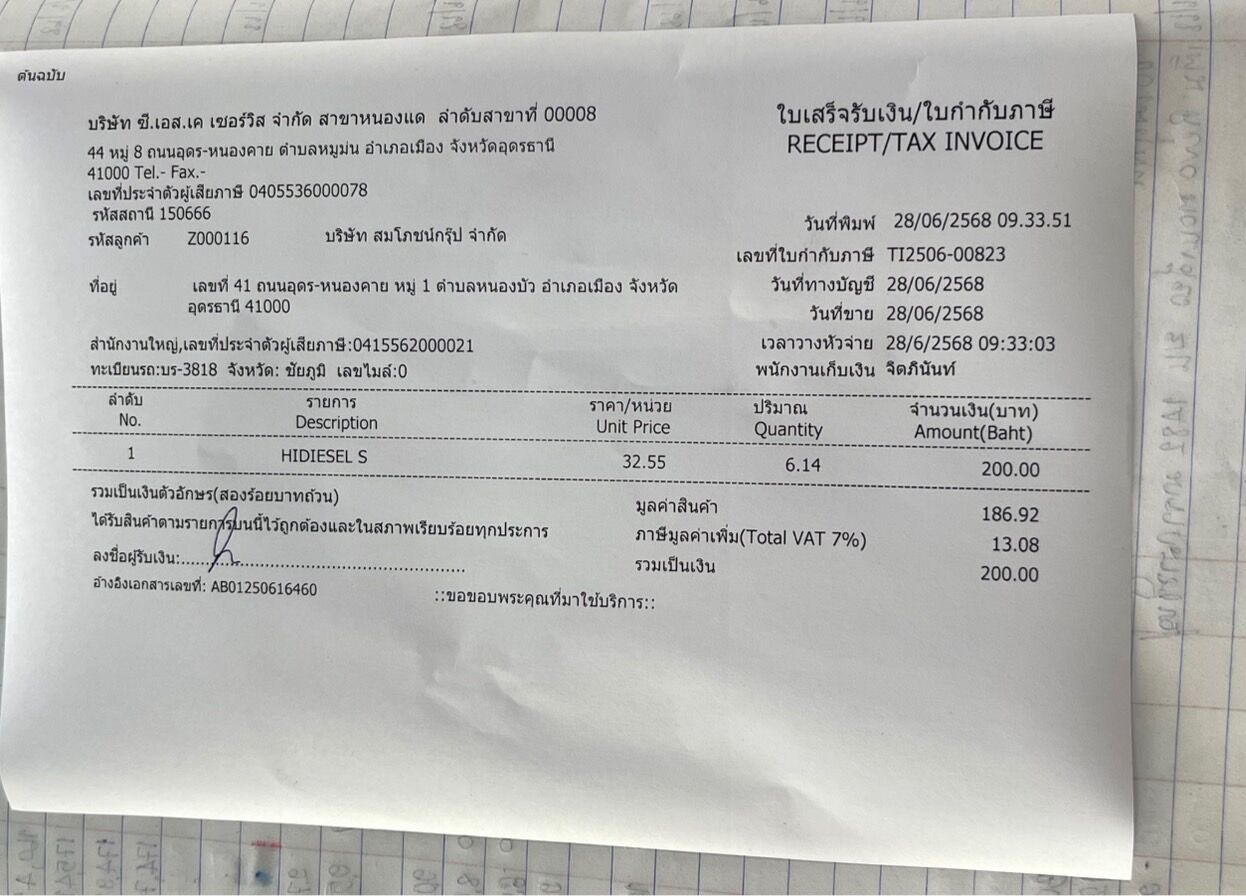 ต้นฉบับ
บริษัท ซี.เอส.เค เซอร์วิส จำกัด สาขาหนองแด ลำดับสาขาที่ 00008
ใบเสร็จรับเงิน/ใบกำกับภาษี
RECEIPT/TAX INVOICE
44 หมู่ 8 ถนนอุดร-หนองคาย ตำบลหมูม่น อำเภอเมือง จังหวัดอุดรธานี
41000 Tel.- Fax.-
เลขที่ประจำตัวผู้เสียภาษี 0405536000078
รหัสสถานี 150666
วันที่พิมพ์ 28/06/2568 09.33.51
รหัสลูกค้า Z000116 บริษัท สมโภชน์กรุ๊ป จำกัด
เลขที่ใบกำกับภาษี TI2506-00823
ที่อยู่ เลขที่ 41 ถนนอุดร-หนองคาย หมู่ 1 ตำบลหนองบัว อำเภอเมือง จังหวัด
อุดรธานี 41000
วันที่ทางบัญชี 28/06/2568
วันที่ขาย 28/06/2568
สำนักงานใหญ่,เลขที่ประจำตัวผู้เสียภาษี:0415562000021
เวลาวางหัวจ่าย 28/6/2568 09:33:03
ทะเบียนรถ:บร-3818 จังหวัด: ชัยภูมิ เลขไมล์:0
พนักงานเก็บเงิน จิตภินันท์
ลำดับ รายการ ราคา/หน่วย ปริมาณ จำนวนเงิน(บาท)
No. Description Unit Price Quantity Amount(Baht)
1 HIDIESEL S 32.55 6.14 200.00
รวมเป็นเงินตัวอักษร(สองร้อยบาทถ้วน)
มูลค่าสินค้า 186.92
ได้รับสินค้าตามรายการบนนี้ไว้ถูกต้องและในสภาพเรียบร้อยทุกประการ
ภาษีมูลค่าเพิ่ม(Total VAT 7%) 13.08
ลงชื่อผู้รับเงิน:..................................................
รวมเป็นเงิน 200.00
อ้างอิงเอกสารเลขที่: AB01250616460
::ขอขอบพระคุณที่มาใช้บริการ::